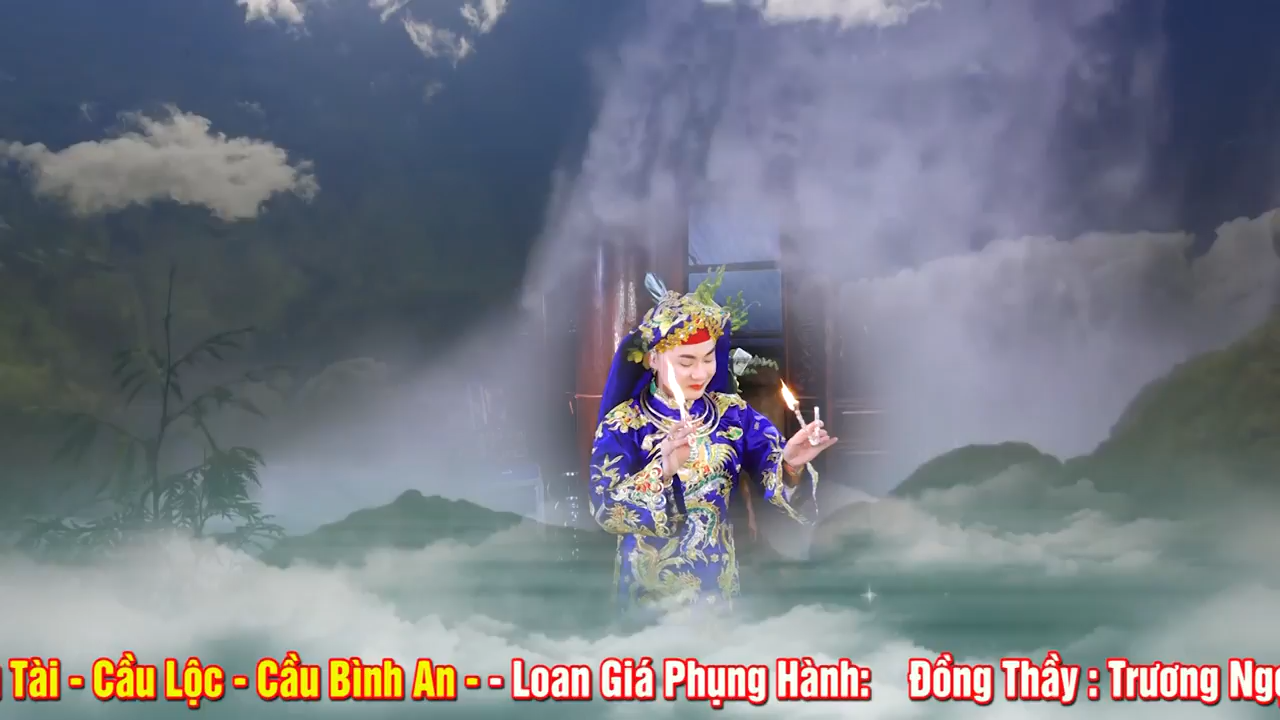 Tài - Cầu Lộc - Cầu Bình An - - Loan Giá Phụng Hành: Đồng Thầy : Trương